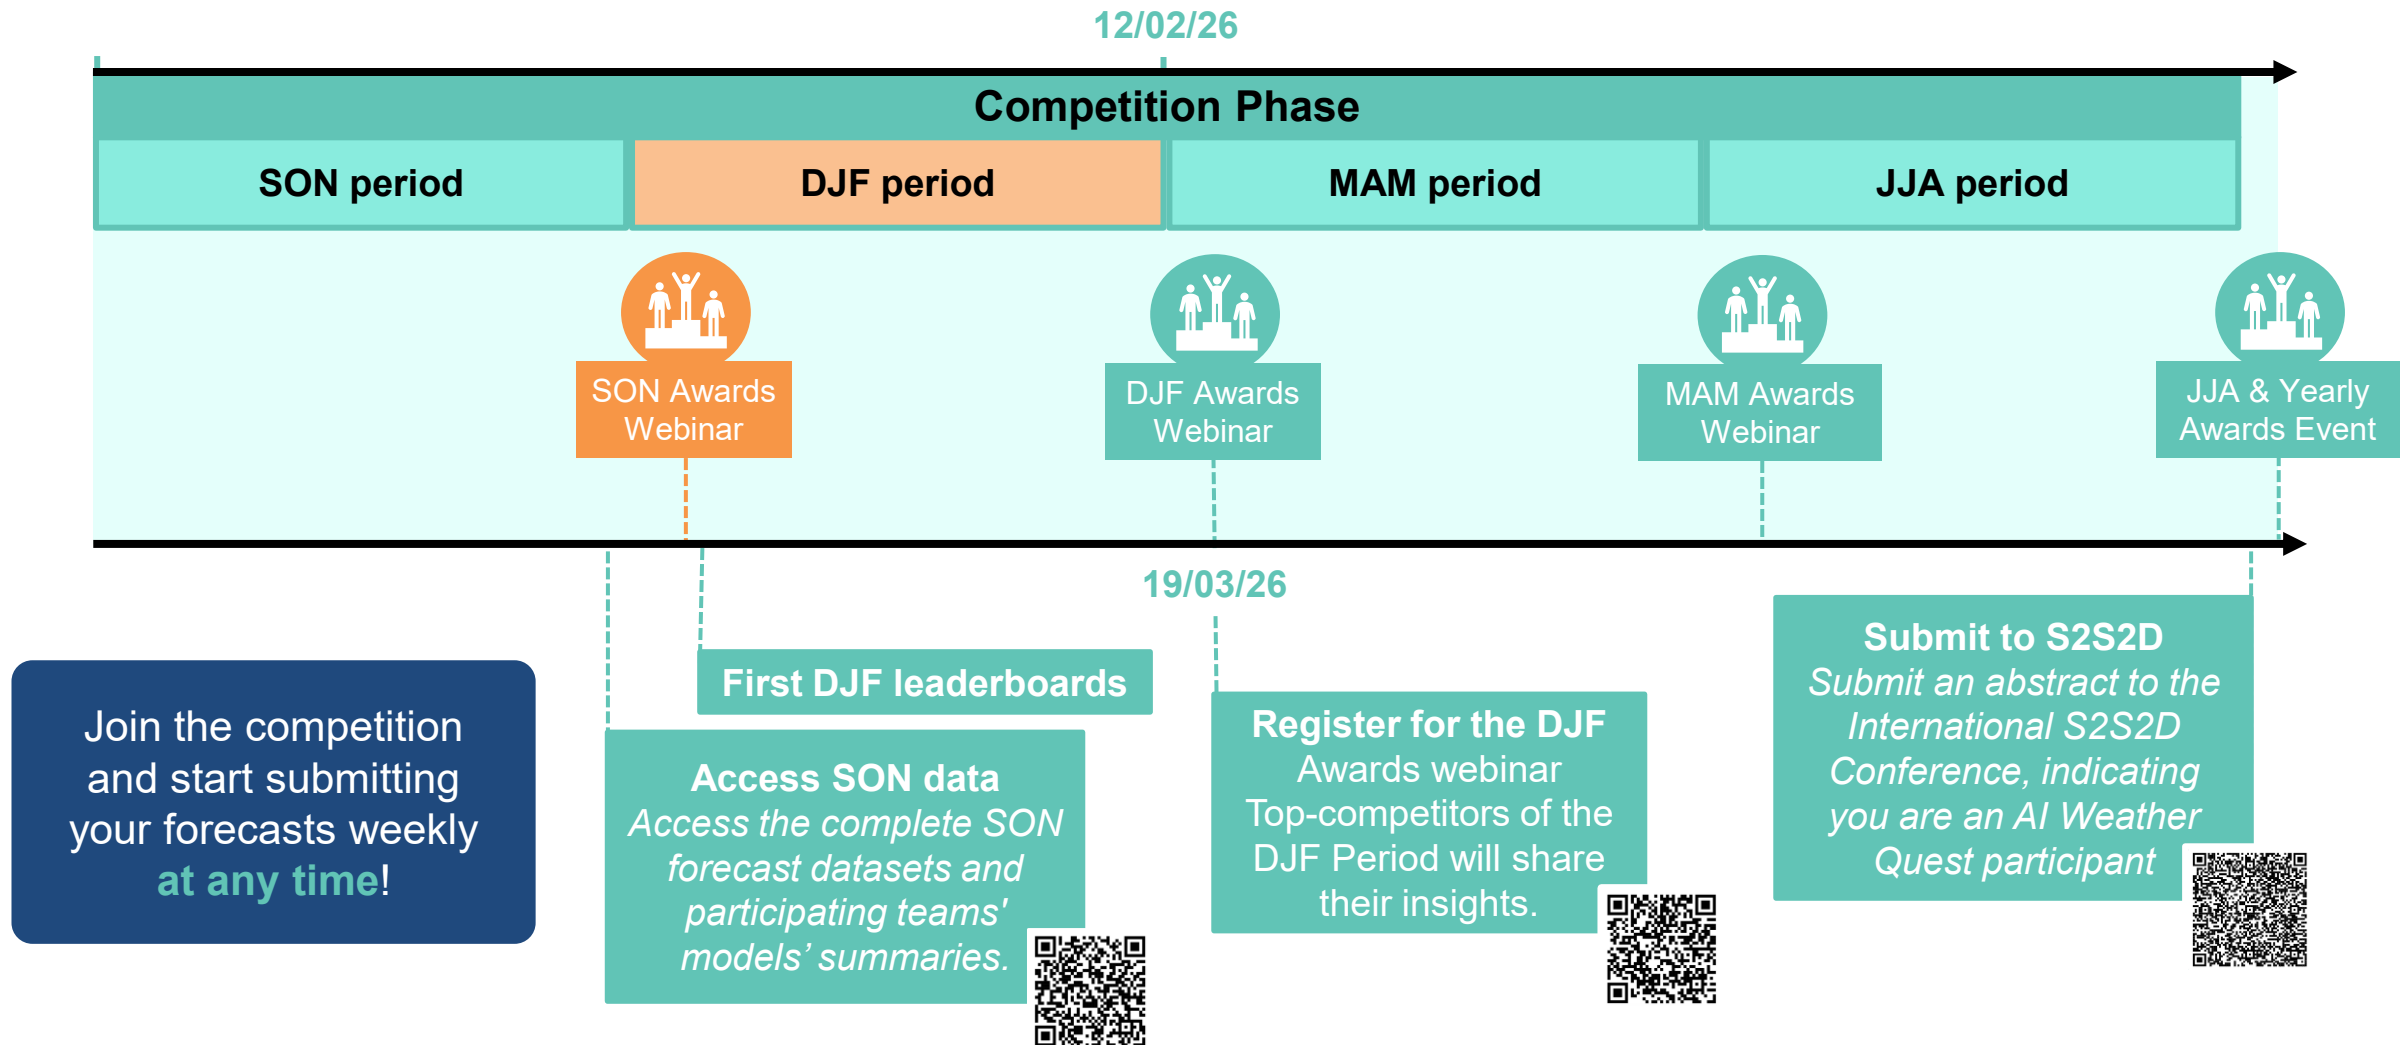 12/02/26
Competition Phase
SON period
DJF period
MAM period
JJA period
SON Awards
Webinar
DJF Awards
Webinar
MAM Awards
Webinar
JJA & Yearly
Awards Event
19/03/26
Join the competition
and start submitting
your forecasts weekly
at any time!
First DJF leaderboards
Access SON data
Access the complete SON
forecast datasets and
participating teams'
models’ summaries.
Register for the DJF
Awards webinar
Top-competitors of the
DJF Period will share
their insights.
Submit to S2S2D
Submit an abstract to the
International S2S2D
Conference, indicating
you are an AI Weather
Quest participant